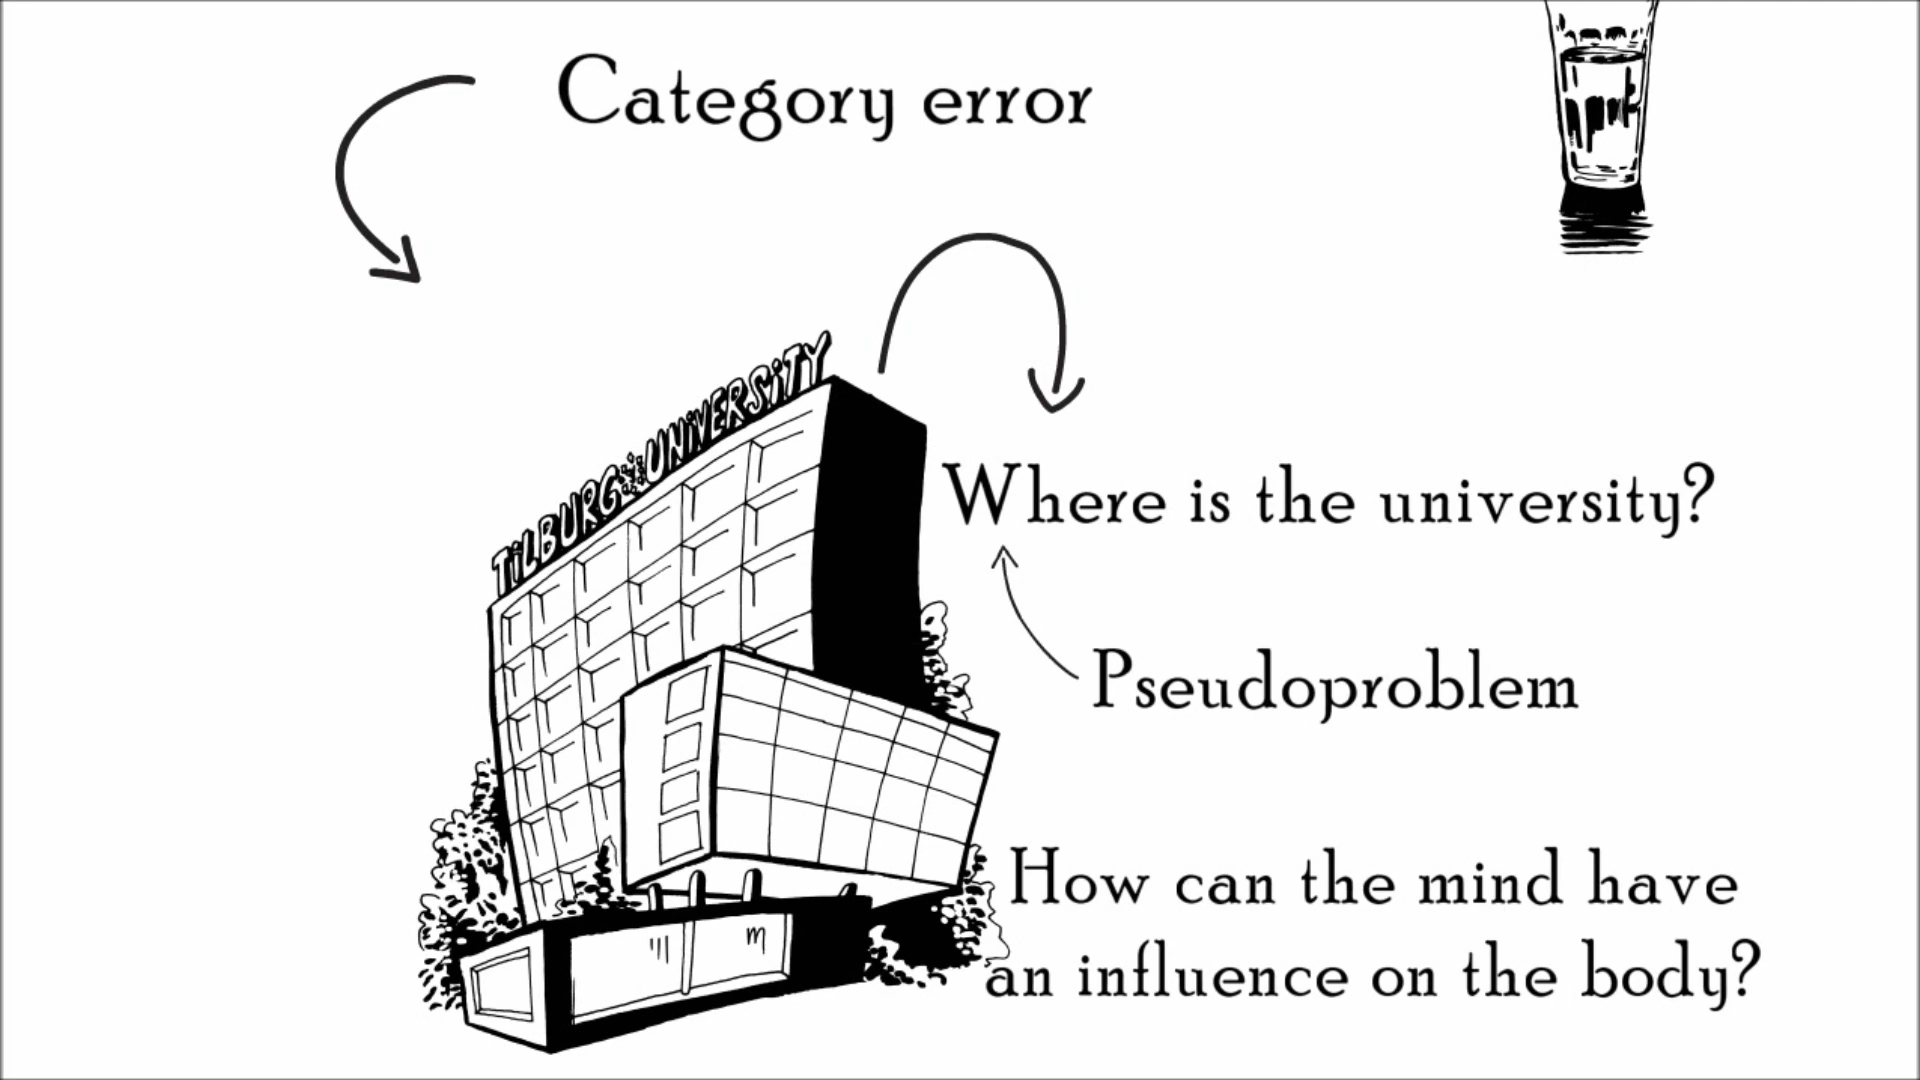 Category error
TiLBURG UNiVERSiTY
Where is the university?
Pseudoproblem
How can the mind have
an influence on the body?